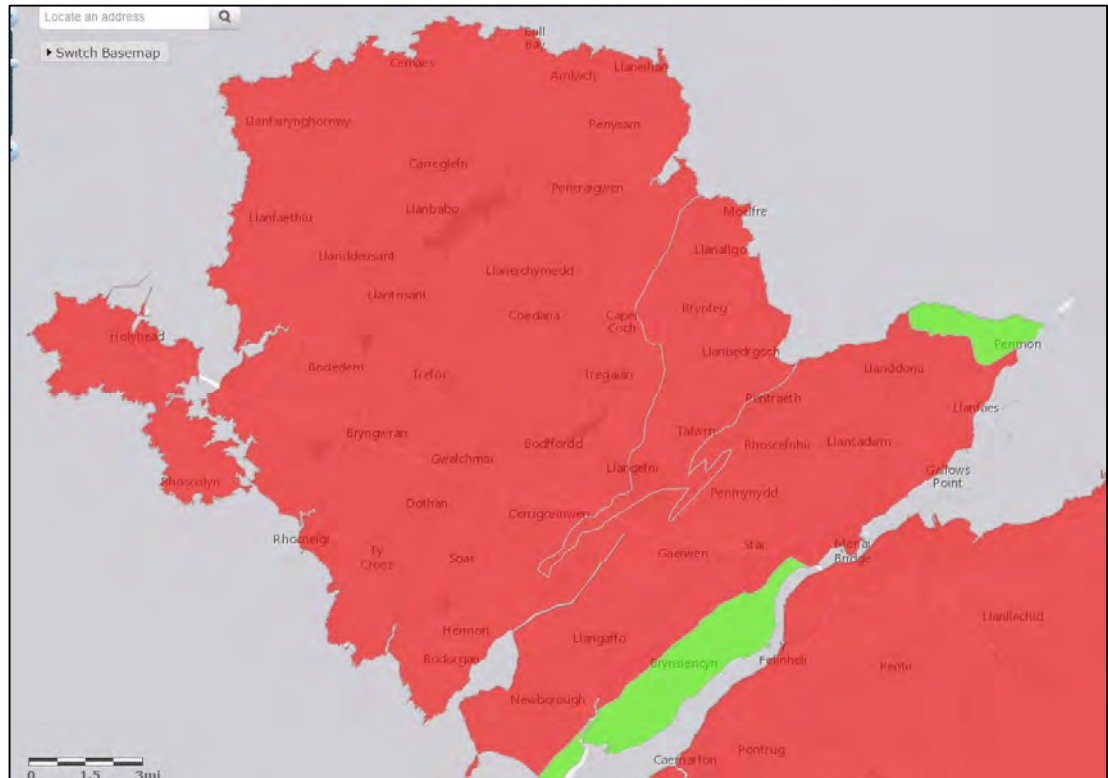 Locate an address
Switch Basemap
Bull
Bay
Cemaes
Amlwch
Llaneilian
Llanfairynghornwy
Penysarn
Carreglefn
Pencraigwen
Llanbabo
Llanfaethlu
Moelfre
Llanallgo
Llanddeusant
Llanerchymedd
Llantrisant
Coedana
Capel
Coch
Brynteg
Holyhead
Llanbedrgoch
Penmon
Bodedern
Trefor
Tregaian
Llanddona
Pentraeth
Llanfaes
Bryngwran
Talwrn
Bodffordd
Rhoscefnhir
Llansadwrn
Gwalchmai
Llangefni
Gallows
Point
Rhoscolyn
Penmynydd
Dothan
Cerrigceinwen
Rhosneigr
Ty
Croes
Soar
Gaerwen
Star
Menai
Bridge
Llanllechid
Hermon
Llangaffo
Bodorgan
Brynsiencyn
Y
Felinheli
Rhiwlas
Newborough
Caernarfon
Pontrug
0 1.5 3mi